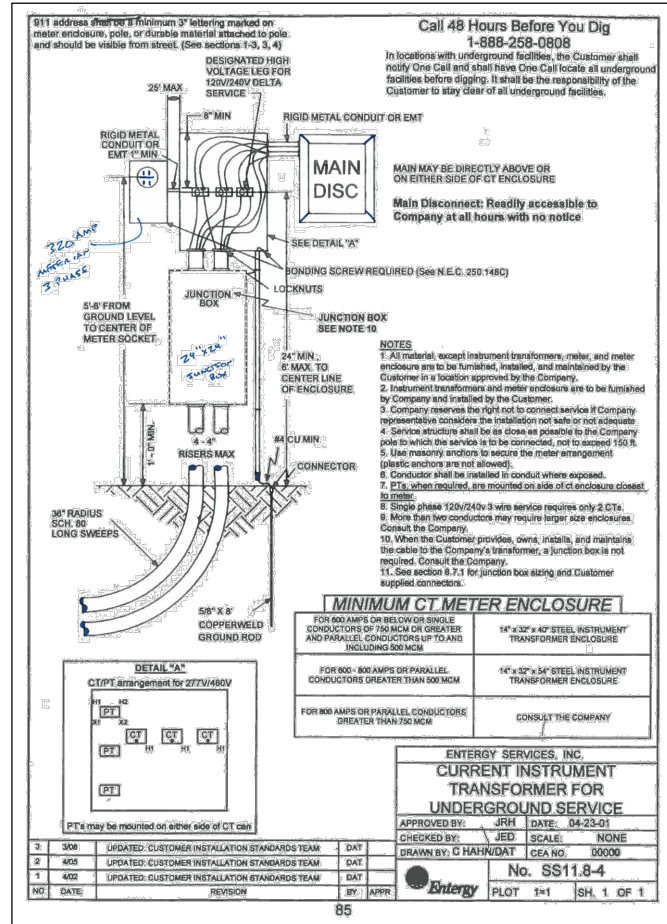 911 address shall be a minimum 3" lettering marked on
meter enclosure, pole, or durable material attached to pole
and should be visible from street. (See sections 1-3, 3, 4)
Call 48 Hours Before You Dig
1-888-258-0808
In locations with underground facilities, the Customer shall
notify One Call and shall have One Call locate all underground
facilities before digging. It shall be the responsibility of the
Customer to stay clear of all underground facilities.
DESIGNATED HIGH
VOLTAGE LEG FOR
120V/240V DELTA
SERVICE
25' MAX
8" MIN
RIGID METAL CONDUIT OR EMT
RIGID METAL
CONDUIT OR
EMT 1" MIN
MAIN
DISC
MAIN MAY BE DIRECTLY ABOVE OR
ON EITHER SIDE OF CT ENCLOSURE
Main Disconnect: Readily accessible to
Company at all hours with no notice
320 AMP
3 PHASE
SEE DETAIL "A"
BONDING SCREW REQUIRED (See N.E.C. 250.148C)
LOCKNUTS
JUNCTION
BOX
JUNCTION BOX
SEE NOTE 10
24" x 24"
JUNCTION
BOX
5'-6' FROM
GROUND LEVEL
TO CENTER OF
METER SOCKET
24" MIN.,
6' MAX. TO
CENTER LINE
OF ENCLOSURE
1' - 0" MIN.
4 - 4"
RISERS MAX
#4 CU MIN
CONNECTOR
36" RADIUS
SCH. 80
LONG SWEEPS
5/8" X 8'
COPPERWELD
GROUND ROD
NOTES
1. All material, except instrument transformers, meter, and meter
enclosure are to be furnished, installed, and maintained by the
Customer in a location approved by the Company.
2. Instrument transformers and meter enclosure are to be furnished
by Company and installed by the Customer.
3. Company reserves the right not to connect service if Company
representative considers the installation not safe or not adequate.
4. Service structure shall be as close as possible to the Company
pole to which the service is to be connected, not to exceed 150 ft.
5. Use masonry anchors to secure the meter arrangement
(plastic anchors are not allowed).
6. Conductor shall be installed in conduit where exposed.
7. PTs, when required, are mounted on side of ct enclosure closest
to meter.
8. Single phase 120v/240v 3 wire service requires only 2 CTs.
9. More than two conductors may require larger size enclosures.
Consult the Company.
10. When the Customer provides, owns, installs, and maintains
the cable to the Company's transformer, a junction box is not
required. Consult the Company.
11. See section 8.7.1 for junction box sizing and Customer
supplied connectors.
MINIMUM CT METER ENCLOSURE
FOR 600 AMPS OR BELOW OR SINGLE
CONDUCTORS OF 750 MCM OR GREATER
AND PARALLEL CONDUCTORS UP TO AND
INCLUDING 500 MCM
14" x 32" x 40" STEEL INSTRUMENT
TRANSFORMER ENCLOSURE
FOR 600 - 800 AMPS OR PARALLEL
CONDUCTORS GREATER THAN 500 MCM
14" x 32" x 54" STEEL INSTRUMENT
TRANSFORMER ENCLOSURE
FOR 800 AMPS OR PARALLEL CONDUCTORS
GREATER THAN 750 MCM
CONSULT THE COMPANY
DETAIL "A"
CT/PT arrangement for 277V/480V
H1 H2
PT
X1 X2
PT
CT CT CT
H1 H1 H1
PT
PT's may be mounted on either side of CT can
ENTERGY SERVICES, INC.
CURRENT INSTRUMENT
TRANSFORMER FOR
UNDERGROUND SERVICE
APPROVED BY: JRH DATE: 04-23-01
CHECKED BY: JED SCALE: NONE
DRAWN BY: C HAHN/DAT CEA NO. 00000
Entergy
No. SS11.8-4
PLOT 1=1 SH. 1 OF 1
3 3/06 UPDATED: CUSTOMER INSTALLATION STANDARDS TEAM DAT
2 4/05 UPDATED: CUSTOMER INSTALLATION STANDARDS TEAM DAT
1 4/02 UPDATED: CUSTOMER INSTALLATION STANDARDS TEAM DAT
NO. DATE REVISION BY APPR.
85